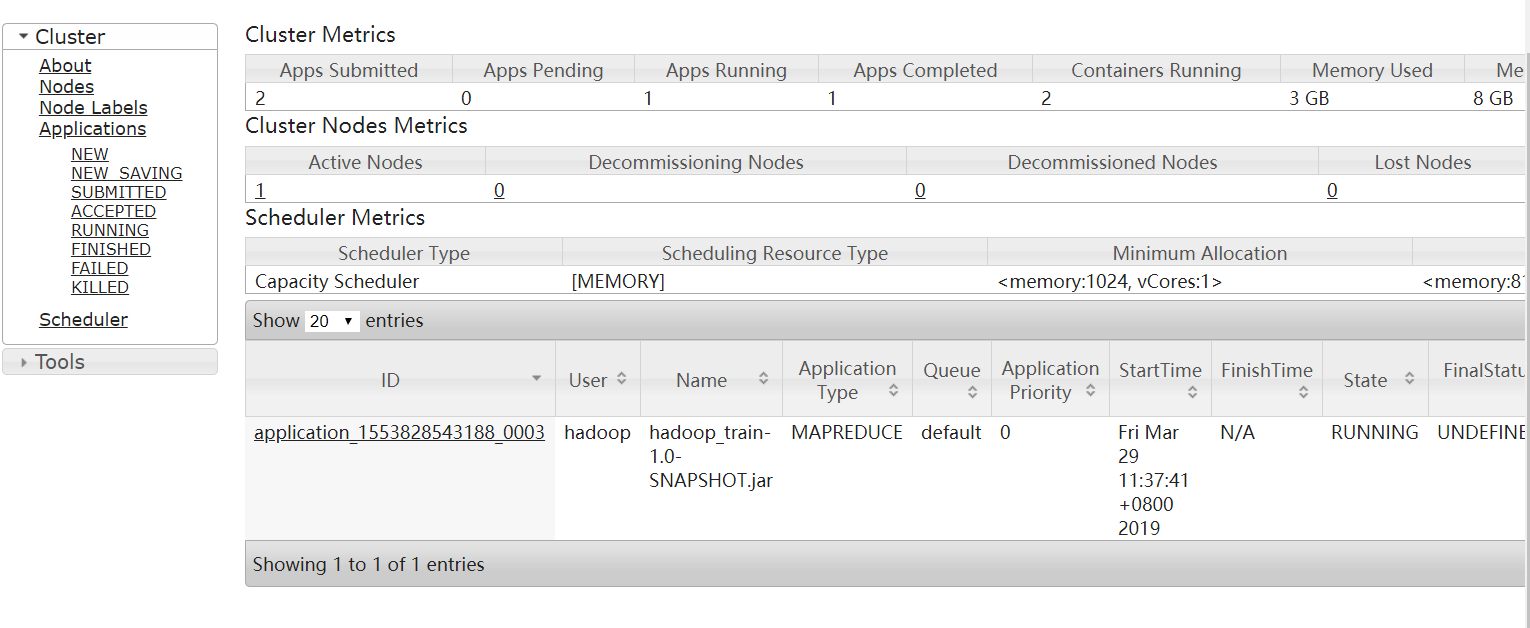 Cluster
About
Nodes
Node Labels
Applications
NEW
NEW_SAVING
SUBMITTED
ACCEPTED
RUNNING
FINISHED
FAILED
KILLED
Scheduler
Tools
Cluster Metrics
Apps Submitted Apps Pending Apps Running Apps Completed Containers Running Memory Used Me
2 0 1 1 2 3 GB 8 GB
Cluster Nodes Metrics
Active Nodes Decommissioning Nodes Decommissioned Nodes Lost Nodes
1 0 0 0
Scheduler Metrics
Scheduler Type Scheduling Resource Type Minimum Allocation
Capacity Scheduler [MEMORY] <memory:1024, vCores:1> <memory:81
Show 20 entries
ID User Name Application Type Queue Application Priority StartTime FinishTime State FinalStatu
application_1553828543188_0003 hadoop hadoop_train- MAPREDUCE default 0 Fri Mar N/A RUNNING UNDEFINE
1.0- 29
SNAPSHOT.jar 11:37:41
+0800
2019
Showing 1 to 1 of 1 entries